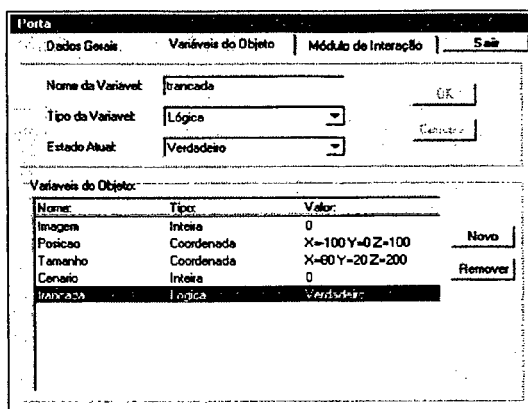 Porta
Dados Gerais Variáveis do Objeto Módulo de Interação Sair
Nome da Variavel: trancada
OK
Tipo da Variavel: Lógica
Cancela
Estado Atual: Verdadeiro
Variaveis do Objeto:
Nome: Tipo: Valor:
Imagem Inteira 0
Posicao Coordenada X=-100 Y=0 Z=100
Tamanho Coordenada X=80 Y=20 Z=200
Cenario Inteira 0
trancada Logica Verdadeiro
Novo
Remover